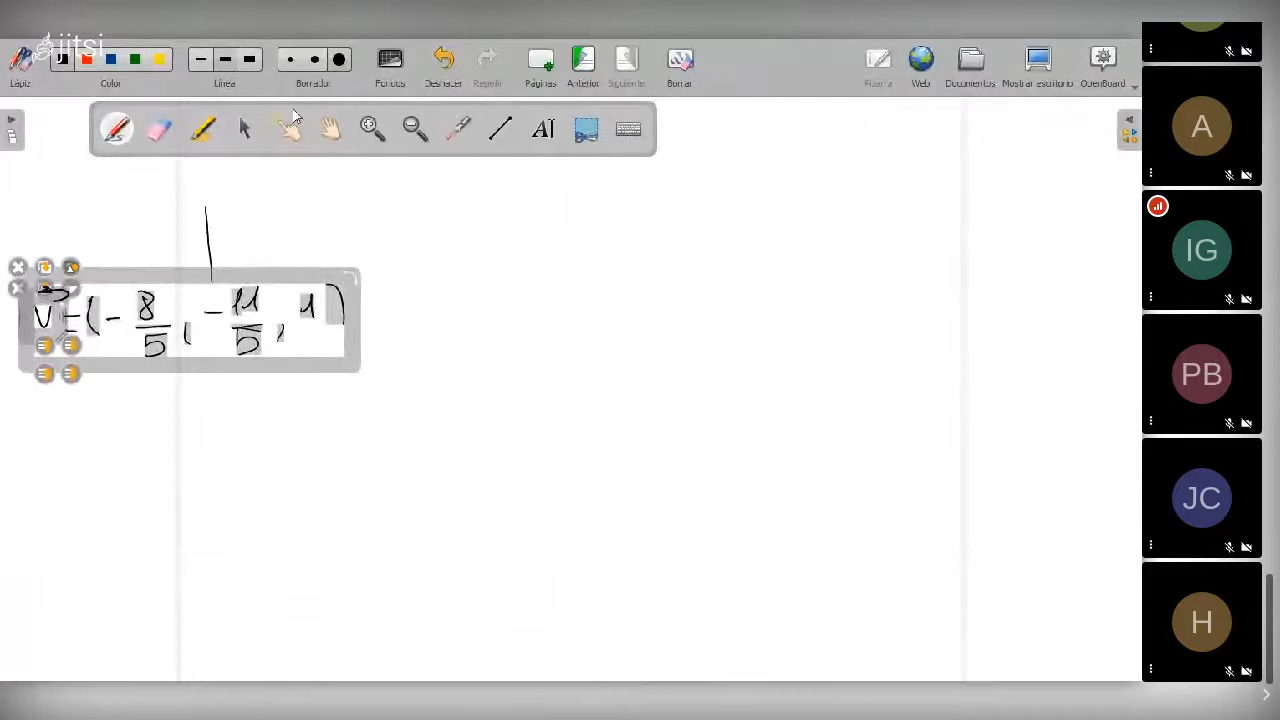 jitsi
Lápiz Color Línea Borrador Fondos Deshacer Rehacer Páginas Anterior Siguiente Borrar Pizarra Web Documentos Mostrar escritorio OpenBoard
A
IG
v = (- 8/5, - 11/5, 1)
PB
JC
H